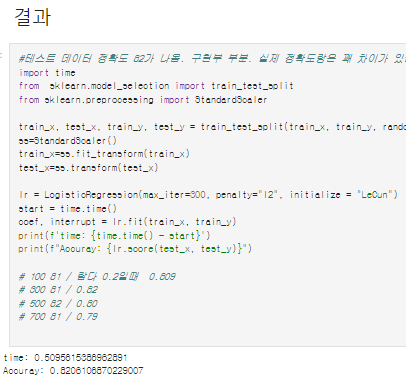 결과
#테스트 데이터 정확도 82가 나옴. 구현부 부분. 실제 정확도랑은 꽤 차이가 있
import time
from sklearn.model_selection import train_test_split
from sklearn.preprocessing import StandardScaler
train_x, test_x, train_y, test_y = train_test_split(train_x, train_y, rando
ss=StandardScaler()
train_x=ss.fit_transform(train_x)
test_x=ss.transform(test_x)
lr = LogisticRegression(max_iter=300, penalty="l2", initialize = "LeCun")
start = time.time()
coef, interrupt = lr.fit(train_x, train_y)
print(f'time: {time.time() - start}')
print(f"Accuray: {lr.score(test_x, test_y)}")
# 100 81 / 람다 0.2일때 0.809
# 300 81 / 0.82
# 500 82 / 0.80
# 700 81 / 0.79
time: 0.5095615386962891
Accuray: 0.8206106870229007